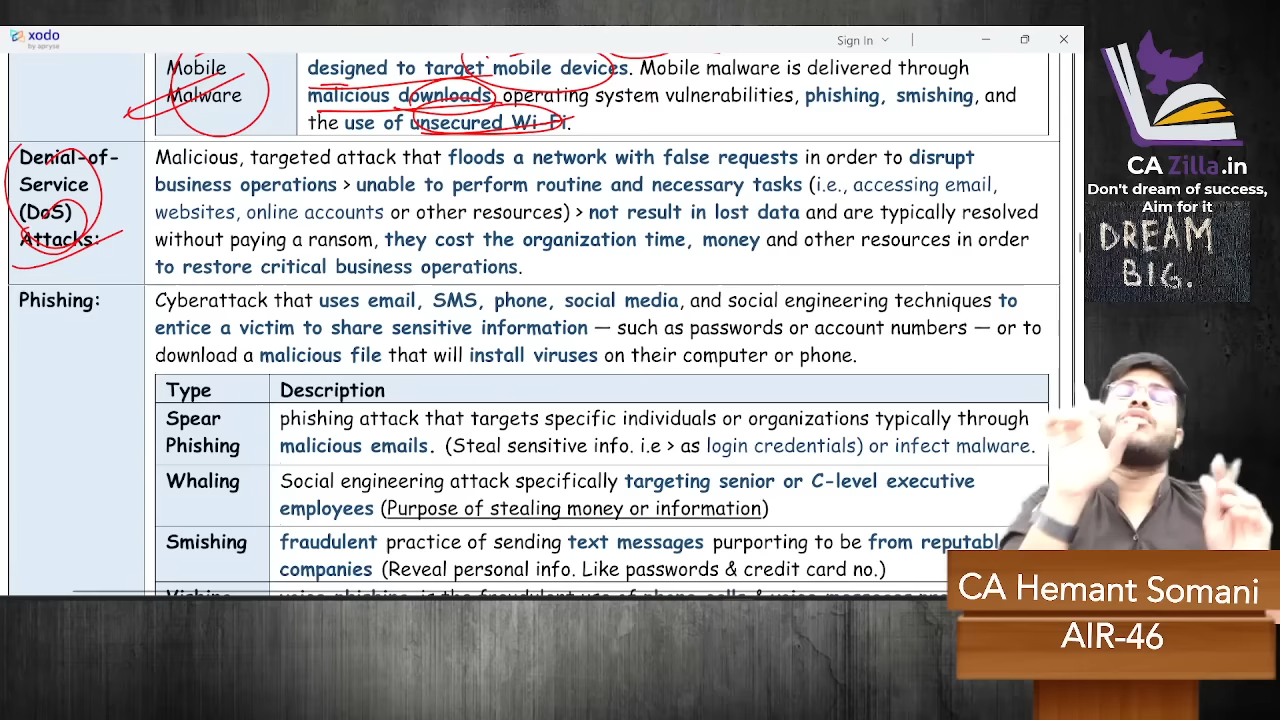 xodo
by apryse
Sign In
Mobile
Malware
designed to target mobile devices. Mobile malware is delivered through
malicious downloads, operating system vulnerabilities, phishing, smishing, and
the use of unsecured Wi-Fi.
Denial-of-
Service
(DoS)
Attacks:
Malicious, targeted attack that floods a network with false requests in order to disrupt
business operations > unable to perform routine and necessary tasks (i.e., accessing email,
websites, online accounts or other resources) > not result in lost data and are typically resolved
without paying a ransom, they cost the organization time, money and other resources in order
to restore critical business operations.
Phishing:
Cyberattack that uses email, SMS, phone, social media, and social engineering techniques to
entice a victim to share sensitive information — such as passwords or account numbers — or to
download a malicious file that will install viruses on their computer or phone.
Type Description
Spear
Phishing
phishing attack that targets specific individuals or organizations typically through
malicious emails. (Steal sensitive info. i.e > as login credentials) or infect malware.
Whaling
Social engineering attack specifically targeting senior or C-level executive
employees (Purpose of stealing money or information)
Smishing
fraudulent practice of sending text messages purporting to be from
companies (Reveal personal info. Like passwords & credit card no.)
CA Zilla.in
Don't dream of success,
Aim for it
DREAM
BIG.
CA Hemant Somani
AIR-46